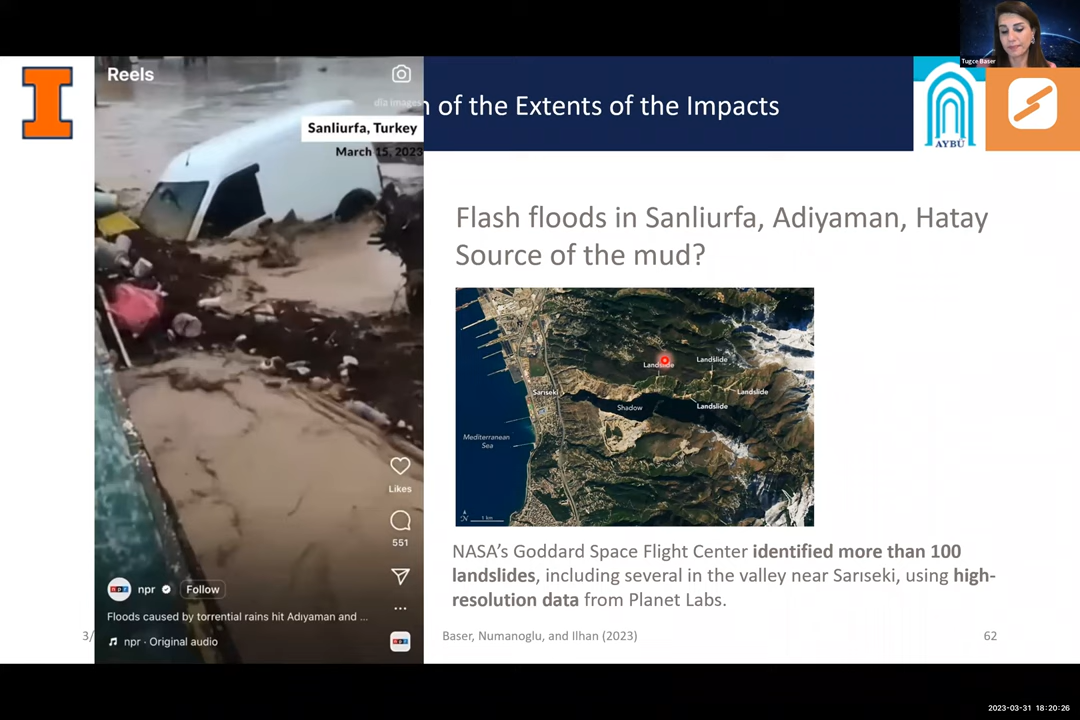 Tugce Baser
Reels
dia Images
of the Extents of the Impacts
Sanliurfa, Turkey
March 15, 2023
AYBÜ
Flash floods in Sanliurfa, Adiyaman, Hatay
Source of the mud?
Landslide
Landslide
Landslide
Sarıseki
Shadow
Landslide
Mediterranean
Sea
N
1 km
Likes
551
NASA's Goddard Space Flight Center identified more than 100
landslides, including several in the valley near Sarıseki, using high-
resolution data from Planet Labs.
npr
Follow
Floods caused by torrential rains hit Adıyaman and ...
npr · Original audio
3/
Baser, Numanoglu, and Ilhan (2023)
62
2023-03-31 18:20:26